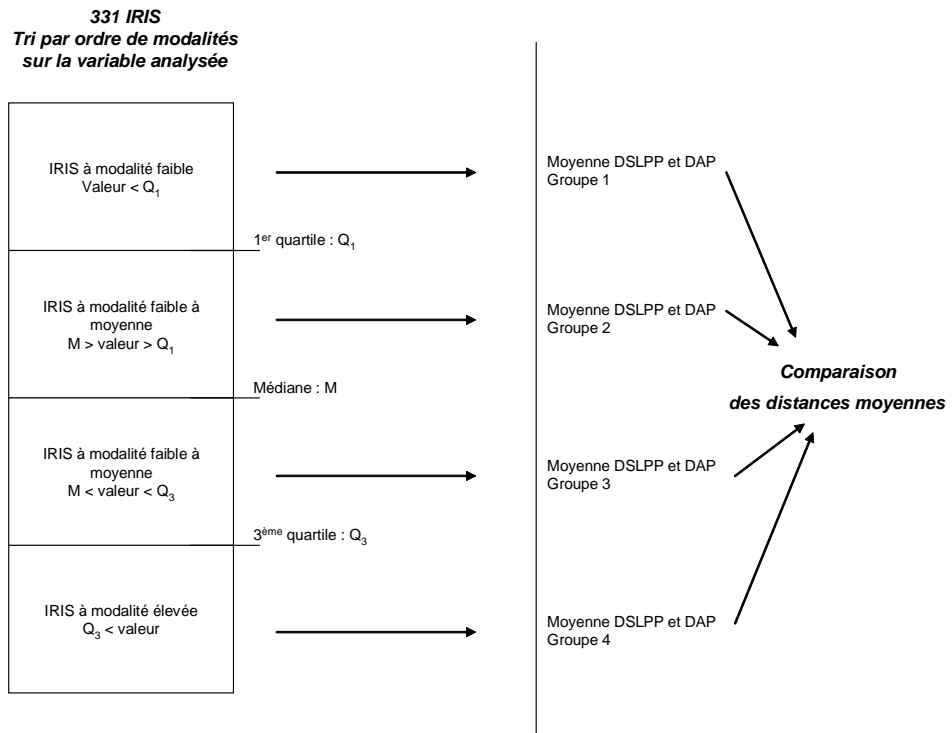 331 IRIS
Tri par ordre de modalités
sur la variable analysée
IRIS à modalité faible
Valeur < Q1
1er quartile : Q1
IRIS à modalité faible à
moyenne
M > valeur > Q1
Médiane : M
IRIS à modalité faible à
moyenne
M < valeur < Q3
3ème quartile : Q3
IRIS à modalité élevée
Q3 < valeur
Moyenne DSLPP et DAP
Groupe 1
Moyenne DSLPP et DAP
Groupe 2
Moyenne DSLPP et DAP
Groupe 3
Moyenne DSLPP et DAP
Groupe 4
Comparaison
des distances moyennes